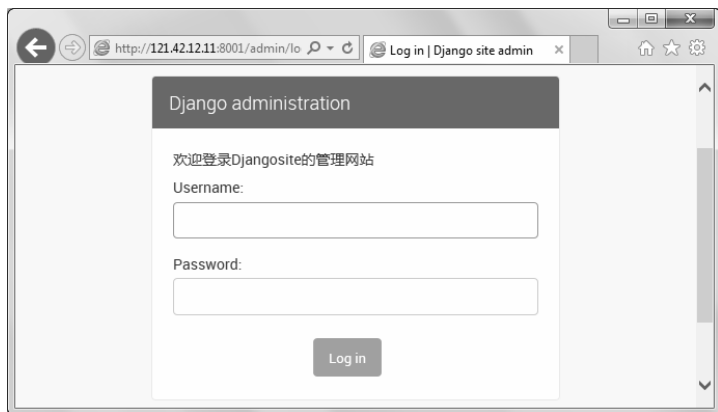 http://121.42.12.11:8001/admin/lo
Log in | Django site admin
Django administration
欢迎登录Djangosite的管理网站
Username:
Password:
Log in